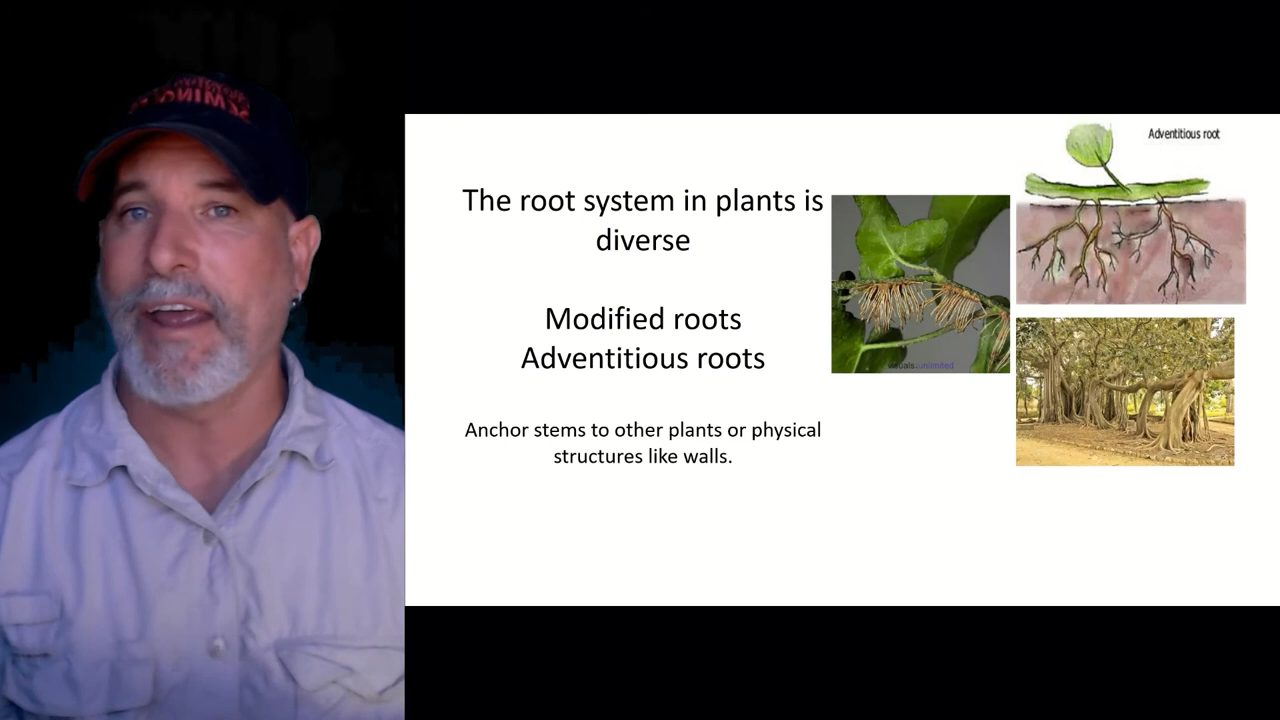 The root system in plants is
diverse
Modified roots
Adventitious roots
Anchor stems to other plants or physical
structures like walls.
Adventitious root